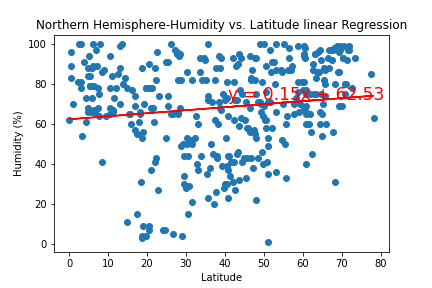 Northern Hemisphere-Humidity vs. Latitude linear Regression
100
80
60
40
20
0
Humidity (%)
y = 0.15x + 62.53
0 10 20 30 40 50 60 70 80
Latitude